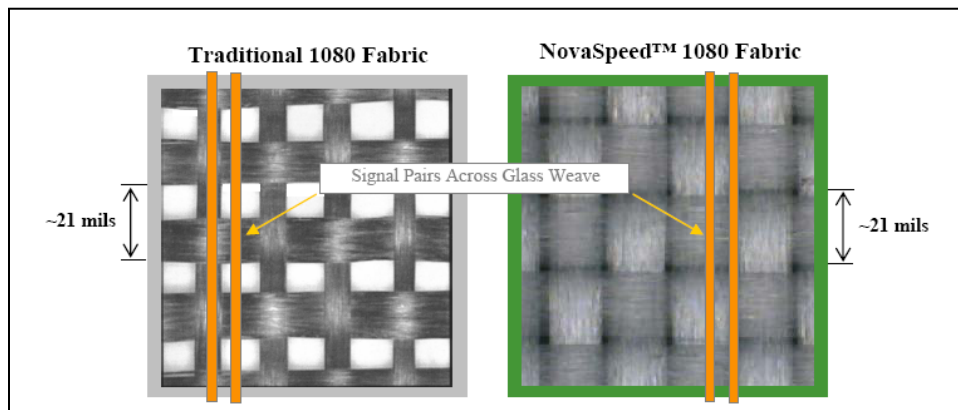 Traditional 1080 Fabric
NovaSpeed™ 1080 Fabric
Signal Pairs Across Glass Weave
~21 mils
~21 mils